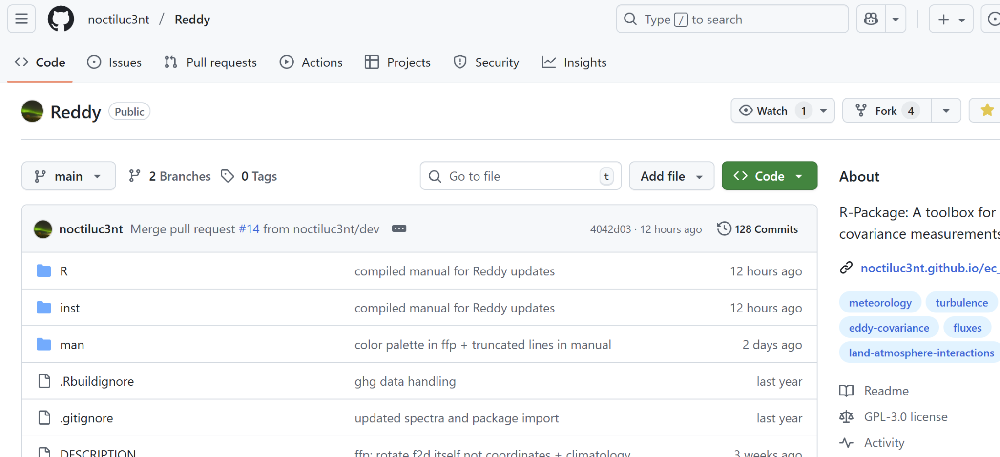 noctiluc3nt / Reddy
Type / to search
Code Issues Pull requests Actions Projects Security Insights
Reddy Public
Watch 1 Fork 4
main 2 Branches 0 Tags
Go to file t Add file Code
About
R-Package: A toolbox for
covariance measurements
noctiluc3nt.github.io/ec_
meteorology turbulence
eddy-covariance fluxes
land-atmosphere-interactions
Readme
GPL-3.0 license
Activity
noctiluc3nt Merge pull request #14 from noctiluc3nt/dev 4042d03 · 12 hours ago 128 Commits
R compiled manual for Reddy updates 12 hours ago
inst compiled manual for Reddy updates 12 hours ago
man color palette in ffp + truncated lines in manual 2 days ago
.Rbuildignore ghg data handling last year
.gitignore updated spectra and package import last year
DESCRIPTION ffp: rotate f2d itself not coordinates + climatology 3 weeks ago